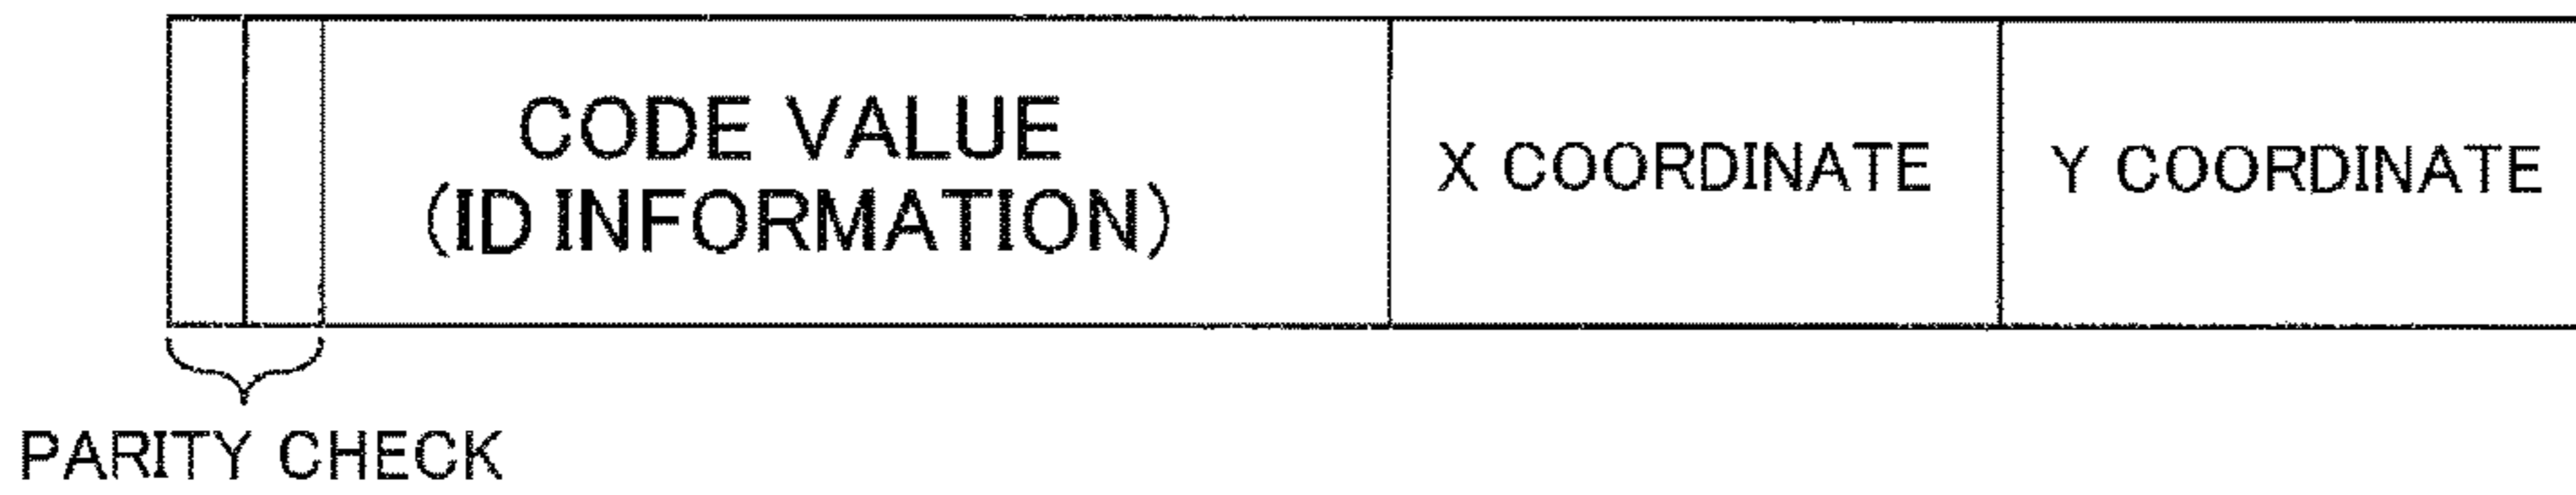 CODE VALUE
(ID INFORMATION)
X COORDINATE
Y COORDINATE
PARITY CHECK